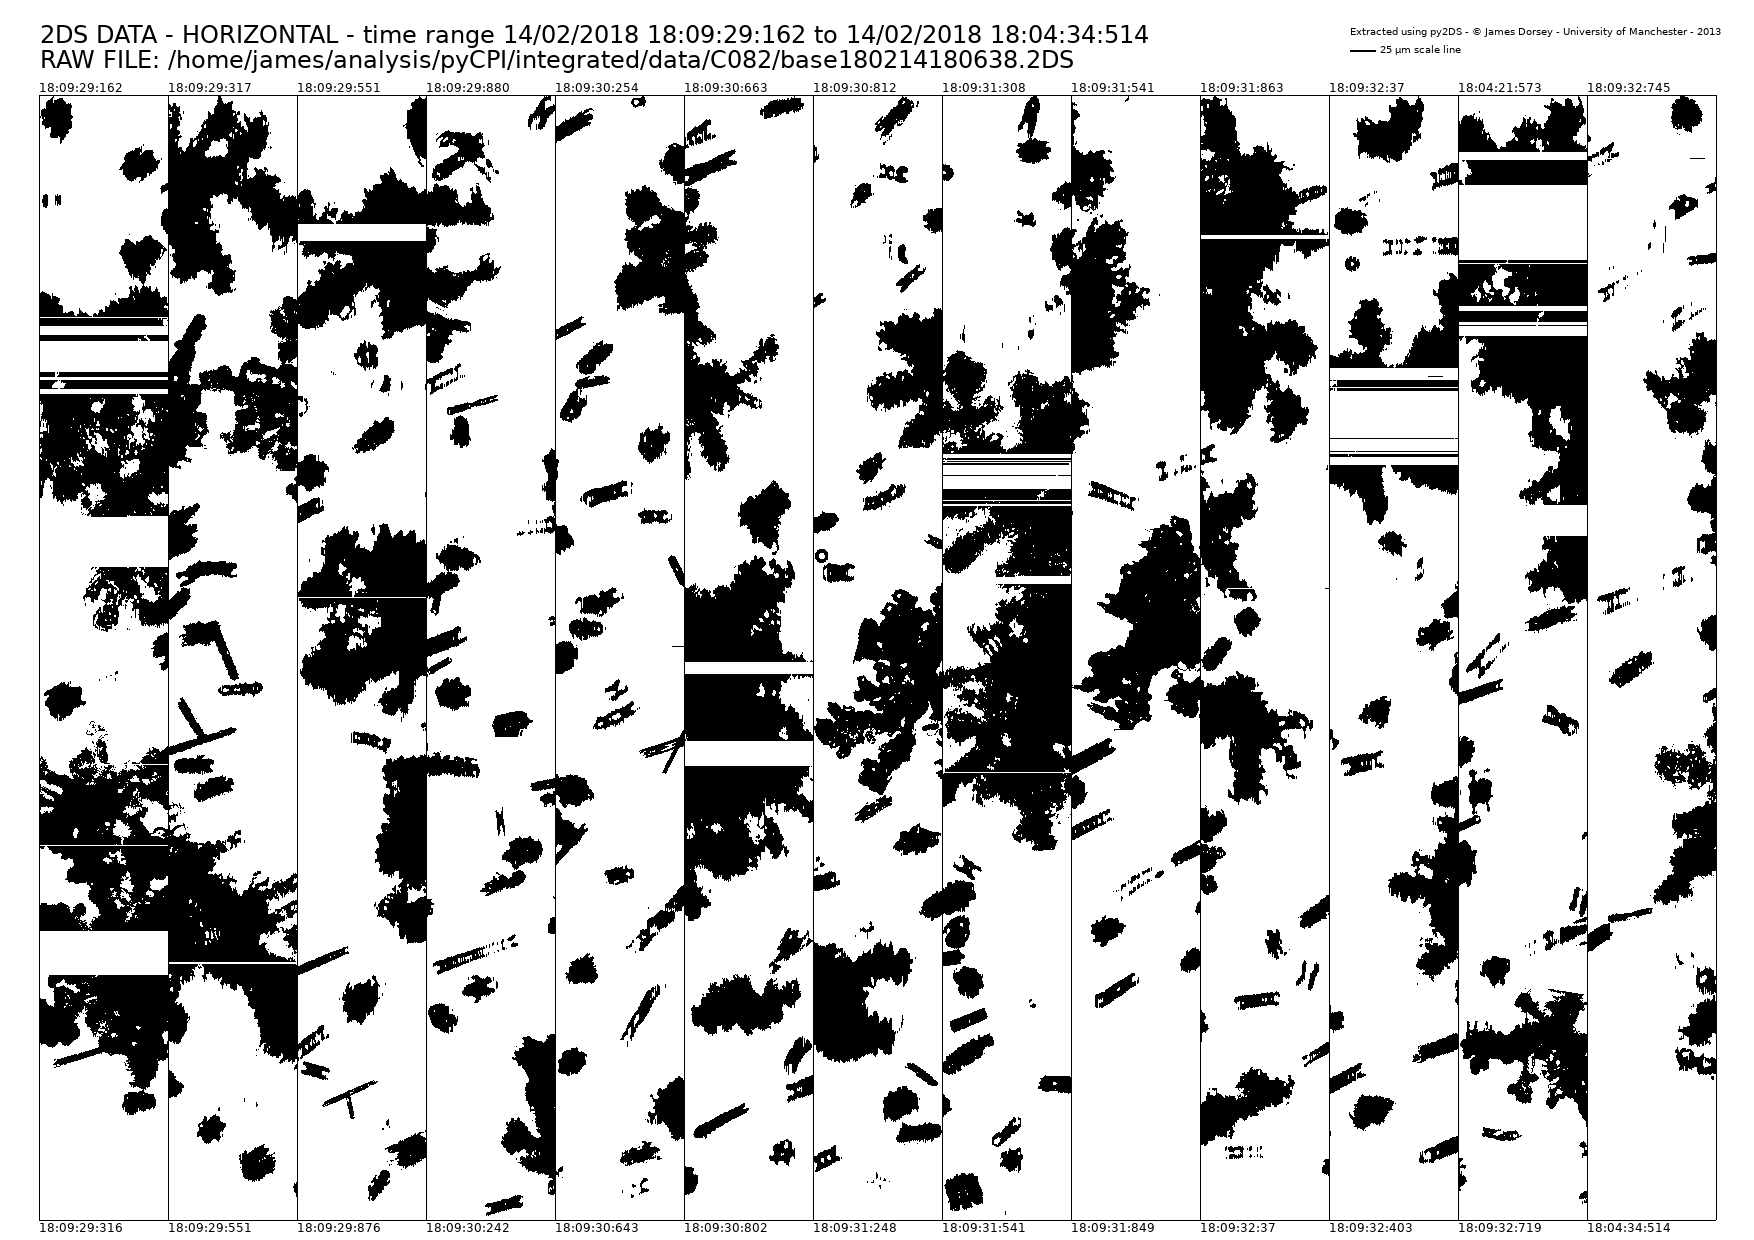 2DS DATA - HORIZONTAL - time range 14/02/2018 18:09:29:162 to 14/02/2018 18:04:34:514
RAW FILE: /home/james/analysis/pyCPI/integrated/data/C082/base180214180638.2DS
Extracted using py2DS - © James Dorsey - University of Manchester - 2013
25 μm scale line
18:09:29:162 18:09:29:317 18:09:29:551 18:09:29:880 18:09:30:254 18:09:30:663 18:09:30:812 18:09:31:308 18:09:31:541 18:09:31:863 18:09:32:37 18:04:21:573 18:09:32:745
18:09:29:316 18:09:29:551 18:09:29:876 18:09:30:242 18:09:30:643 18:09:30:802 18:09:31:248 18:09:31:541 18:09:31:849 18:09:32:37 18:09:32:403 18:09:32:719 18:04:34:514